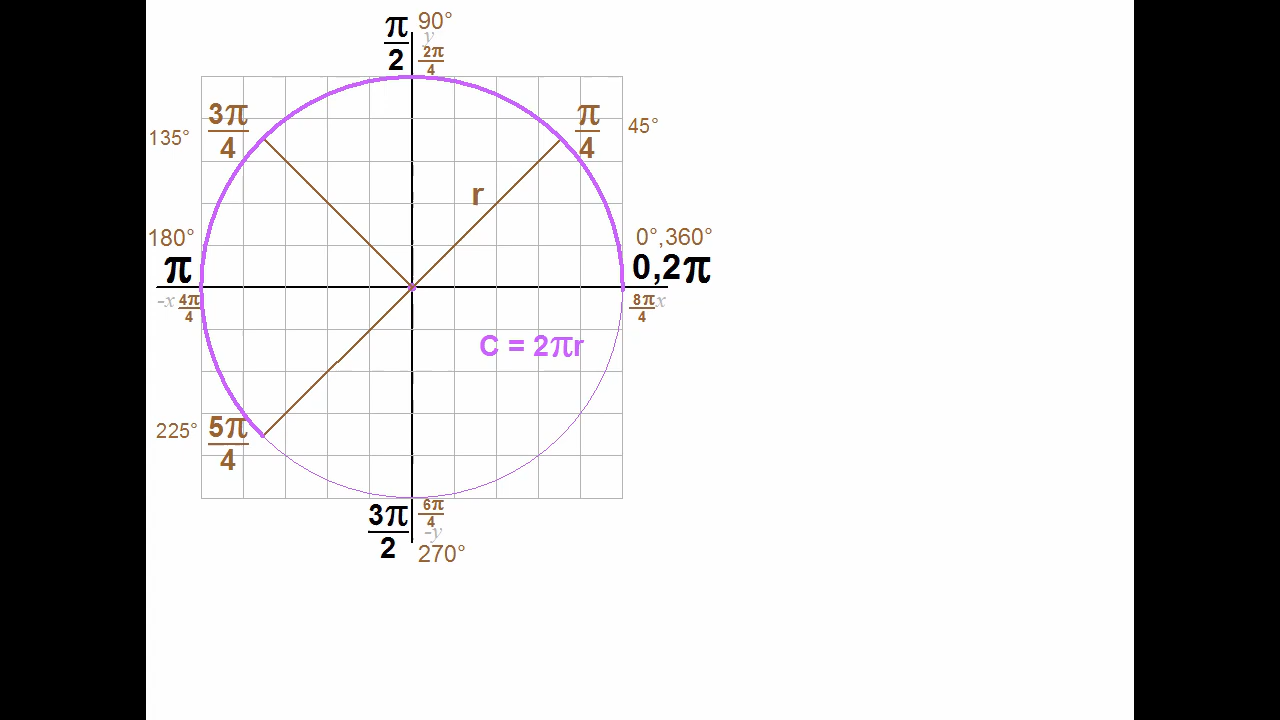 π/2 90°
y
2π/4
3π/4 π/4
135° 45°
r
180° 0°,360°
π 0,2π
-x 4π/4 8π/4 x
C = 2πr
225° 5π/4
3π/2 6π/4
-y
270°